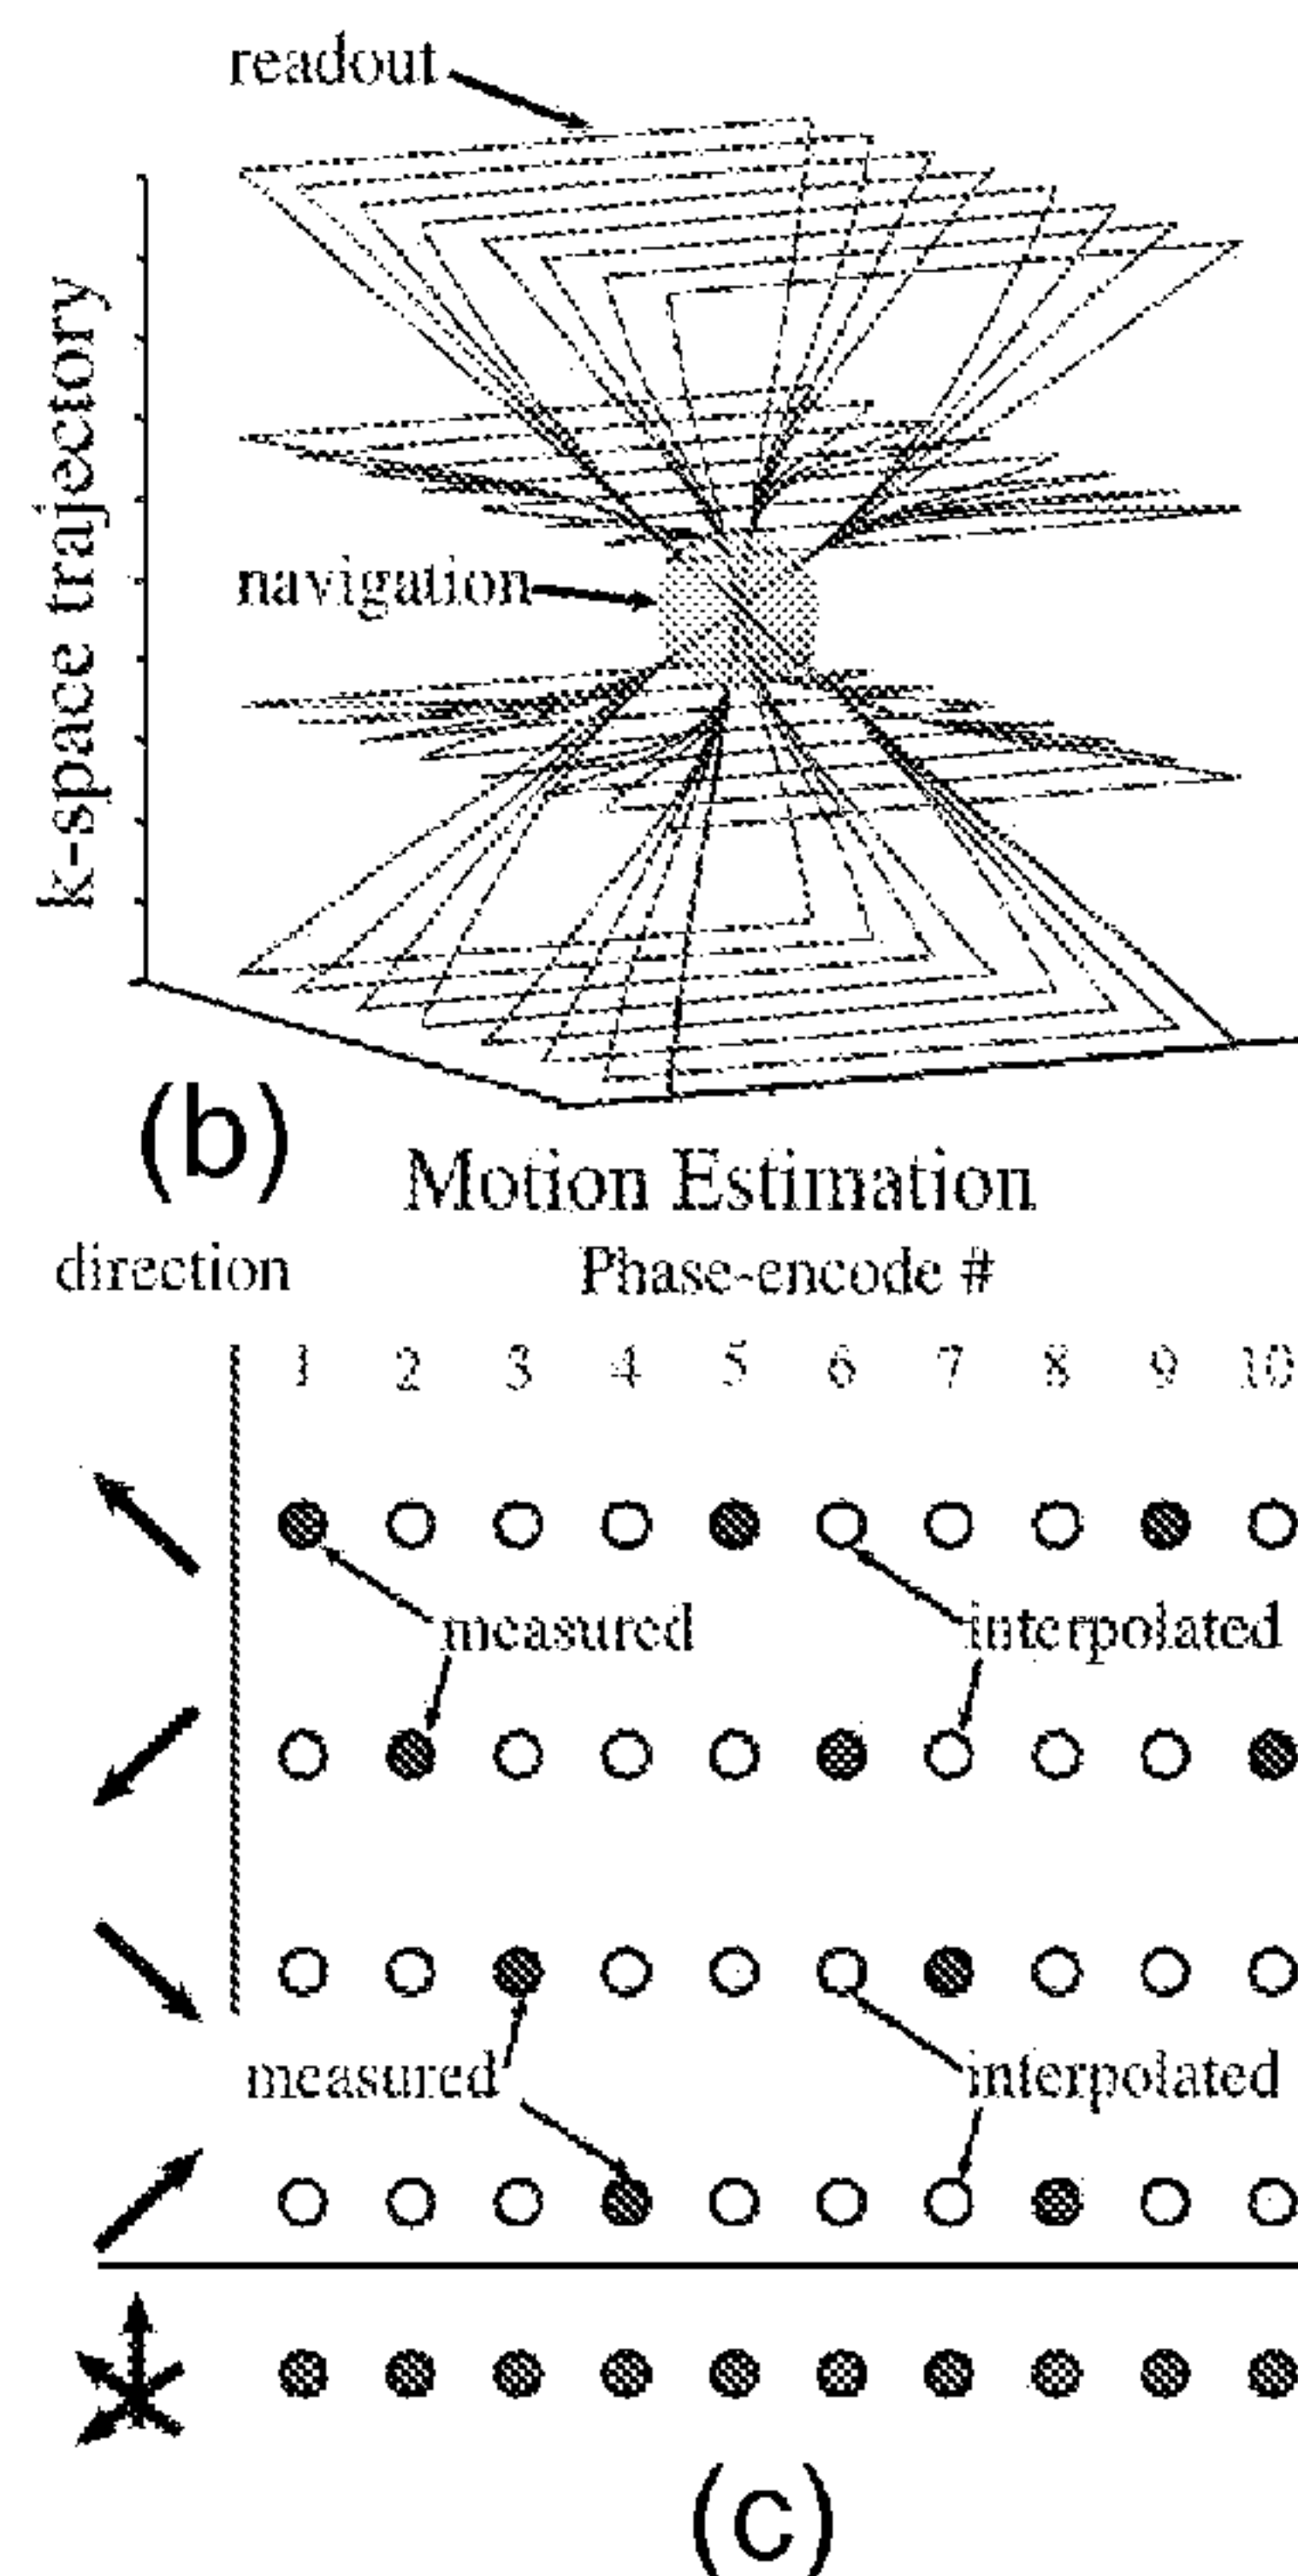 readout
k-space trajectory
navigation
(b)
Motion Estimation
direction Phase-encode #
1 2 3 4 5 6 7 8 9 10
measured interpolated
measured interpolated
(c)